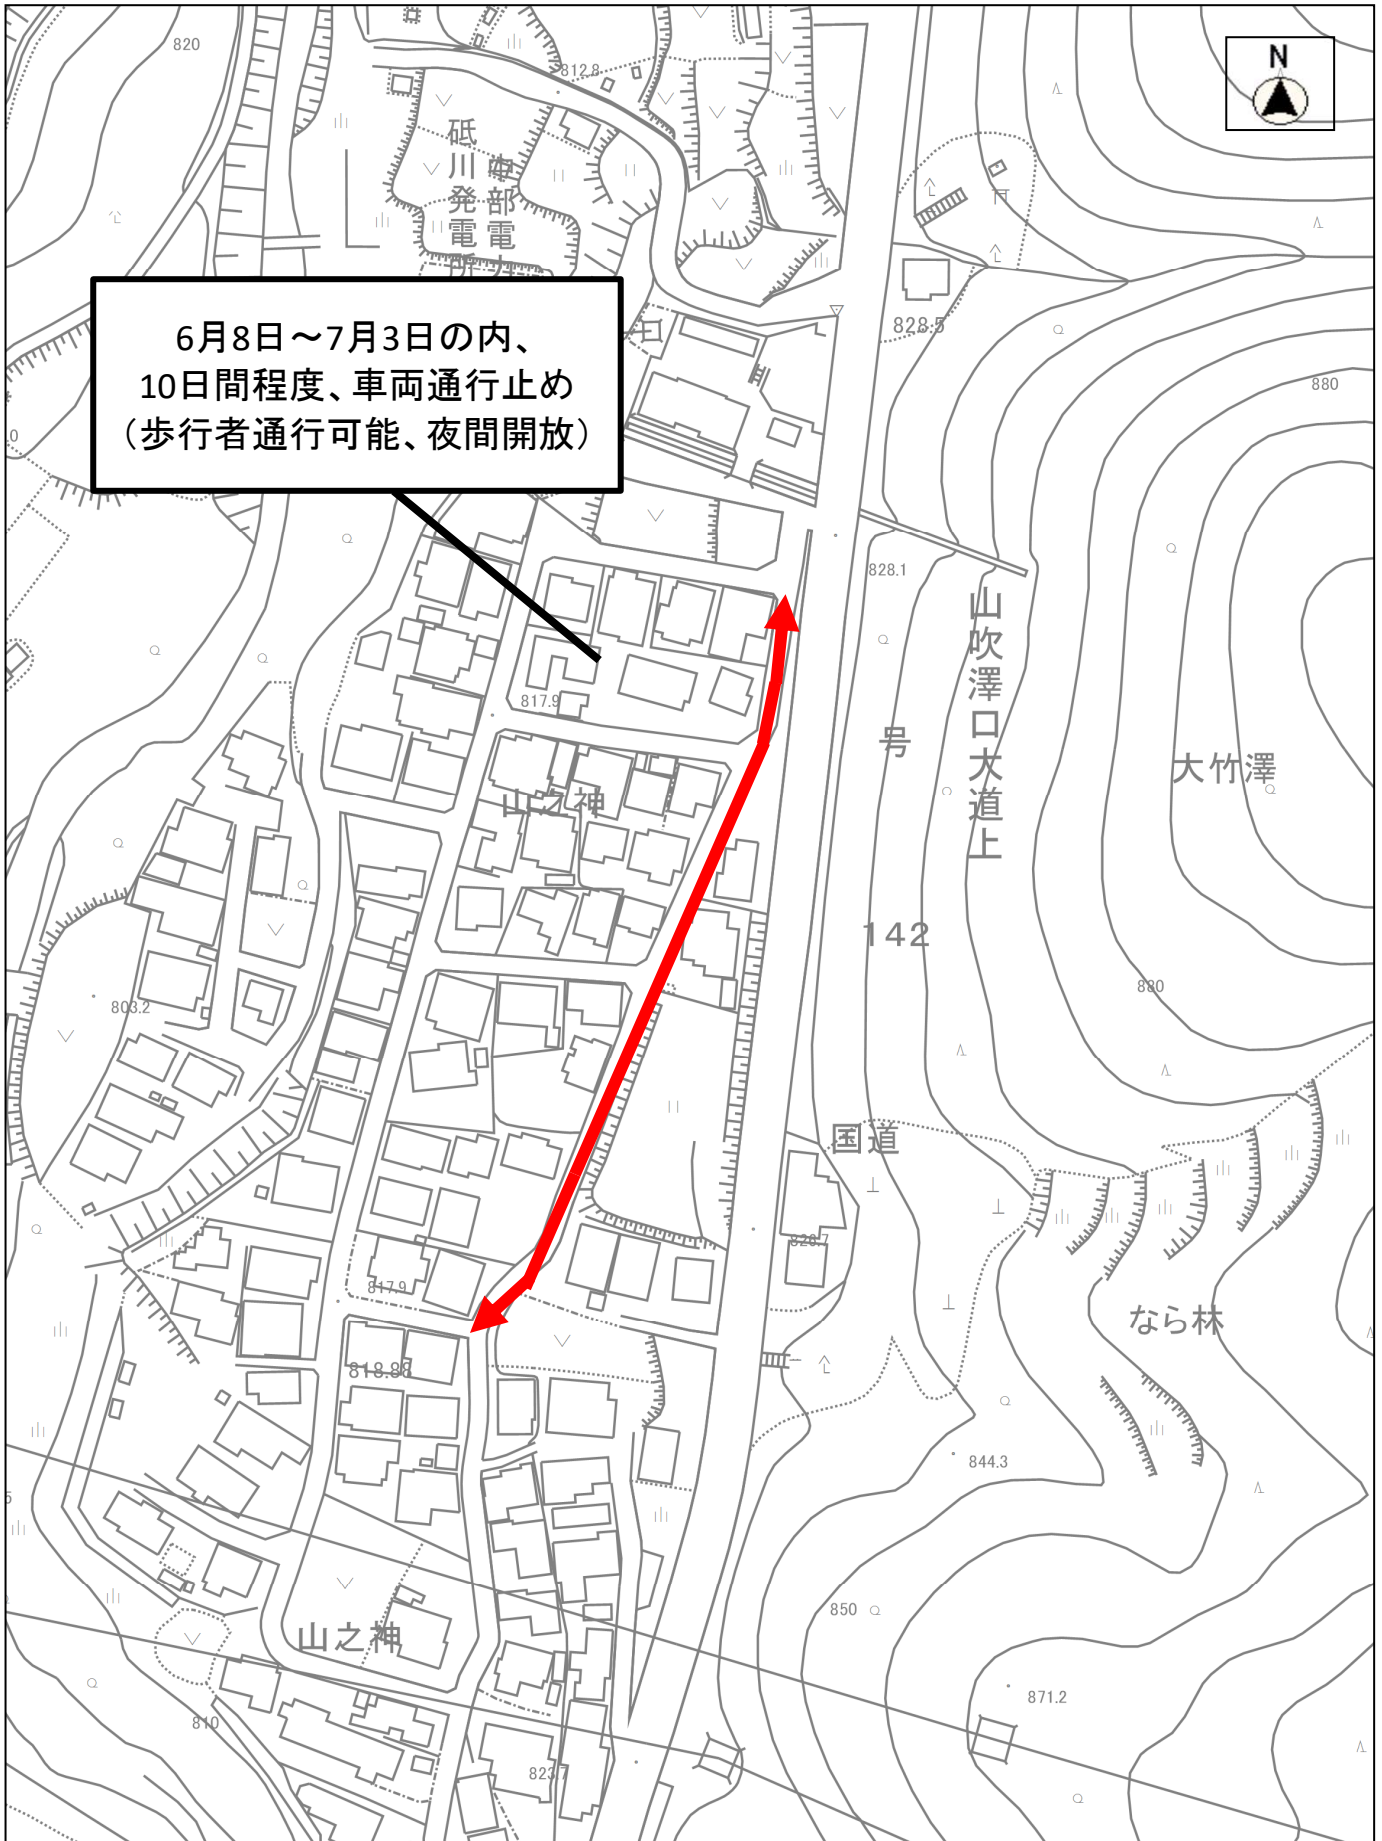 820
812.8
N
砥川発電所
中部電力
828.5
880
6月8日～7月3日の内、
10日間程度、車両通行止め
（歩行者通行可能、夜間開放）
828.1
山吹澤口大道上
817.9
号
大竹澤
山之神
142
880
803.2
国道
826.7
817.9
なら林
818.88
844.3
850
山之神
871.2
810
823.7